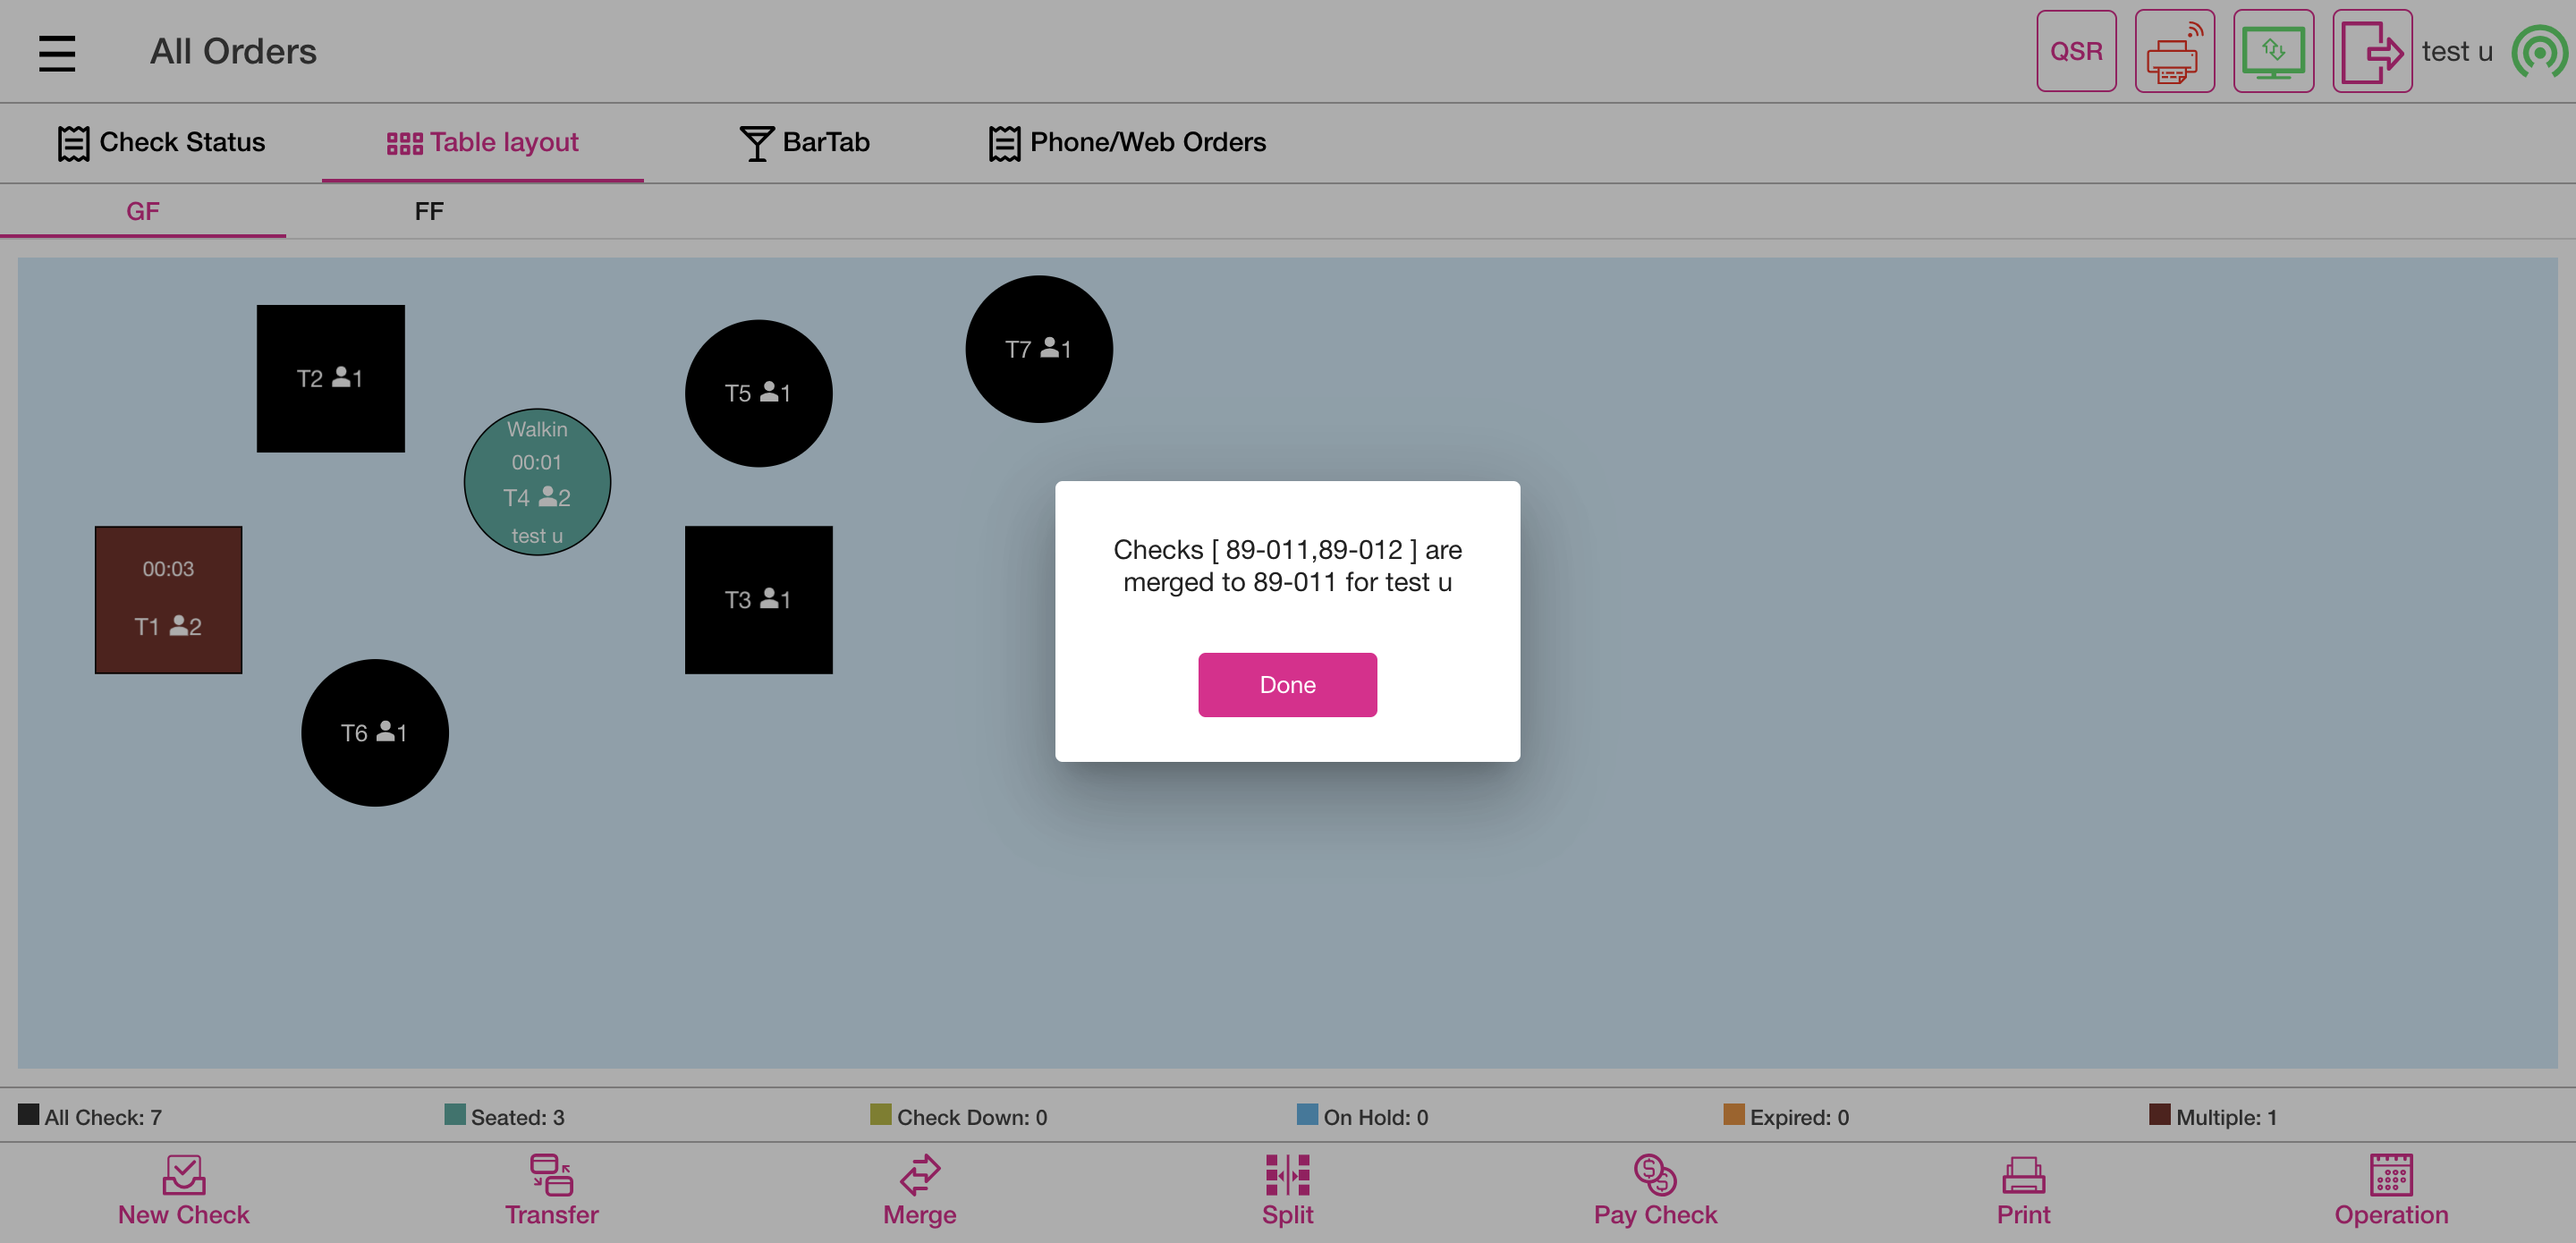 All Orders
QSR
test u
Check Status
Table layout
BarTab
Phone/Web Orders
GF
FF
T2 1
T5 1
T7 1
Walkin
00:01
T4 2
test u
00:03
T1 2
T3 1
T6 1
Checks [ 89-011,89-012 ] are
merged to 89-011 for test u
Done
All Check: 7
Seated: 3
Check Down: 0
On Hold: 0
Expired: 0
Multiple: 1
New Check
Transfer
Merge
Split
Pay Check
Print
Operation